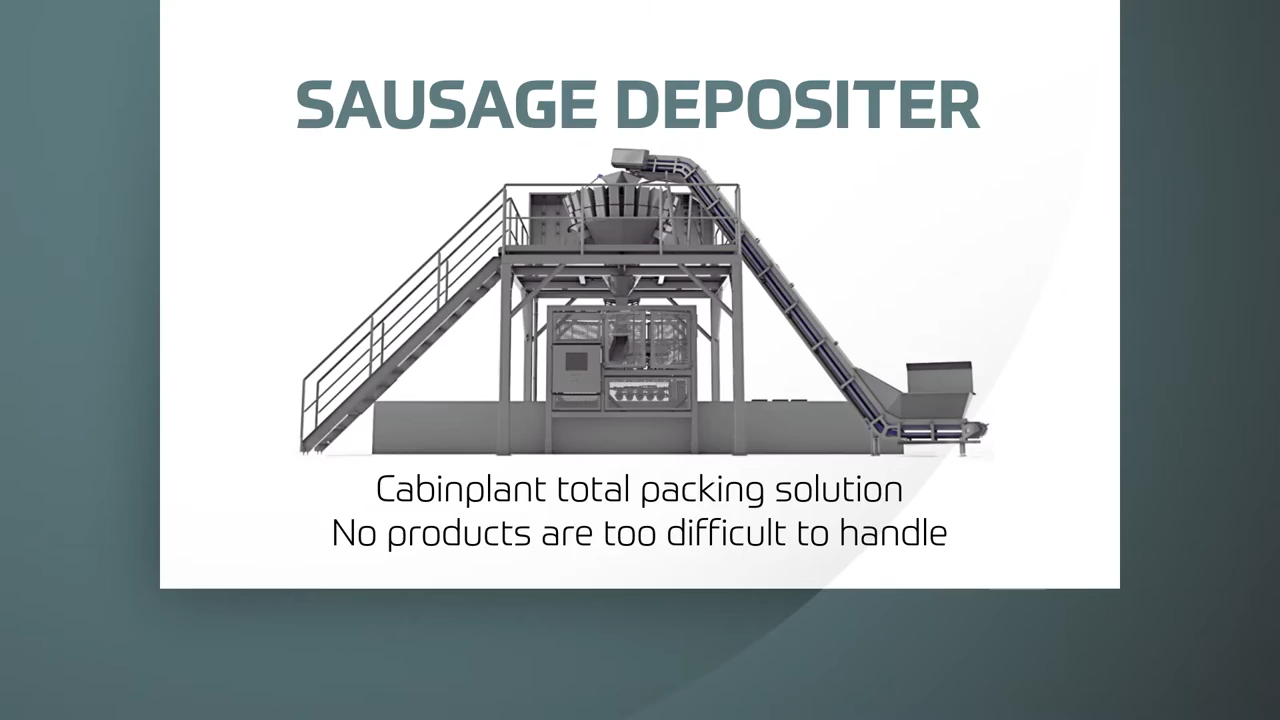 SAUSAGE DEPOSITER
Cabinplant total packing solution
No products are too difficult to handle